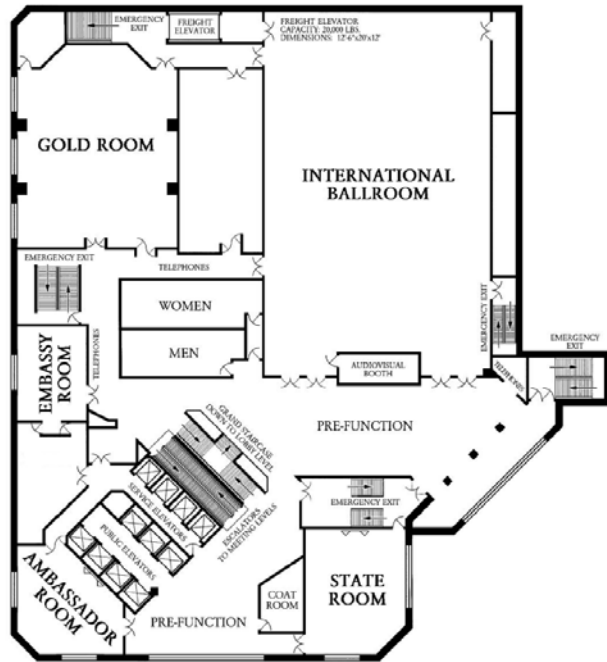 EMERGENCY
EXIT
FREIGHT
ELEVATOR
FREIGHT ELEVATOR
CAPACITY: 20,000 LBS.
DIMENSIONS: 12'-6"x20'x12'
GOLD ROOM
INTERNATIONAL
BALLROOM
EMERGENCY EXIT
TELEPHONES
WOMEN
MEN
EMBASSY
ROOM
TELEPHONES
EMERGENCY EXIT
EMERGENCY
EXIT
AUDIOVISUAL
BOOTH
TELEPHONES
GRAND STAIRCASE
DOWN TO LOBBY LEVEL
PRE-FUNCTION
SERVICE ELEVATORS
PUBLIC ELEVATORS
ESCALATORS
TO MEETING LEVELS
EMERGENCY EXIT
AMBASSADOR
ROOM
PRE-FUNCTION
COAT
ROOM
STATE
ROOM